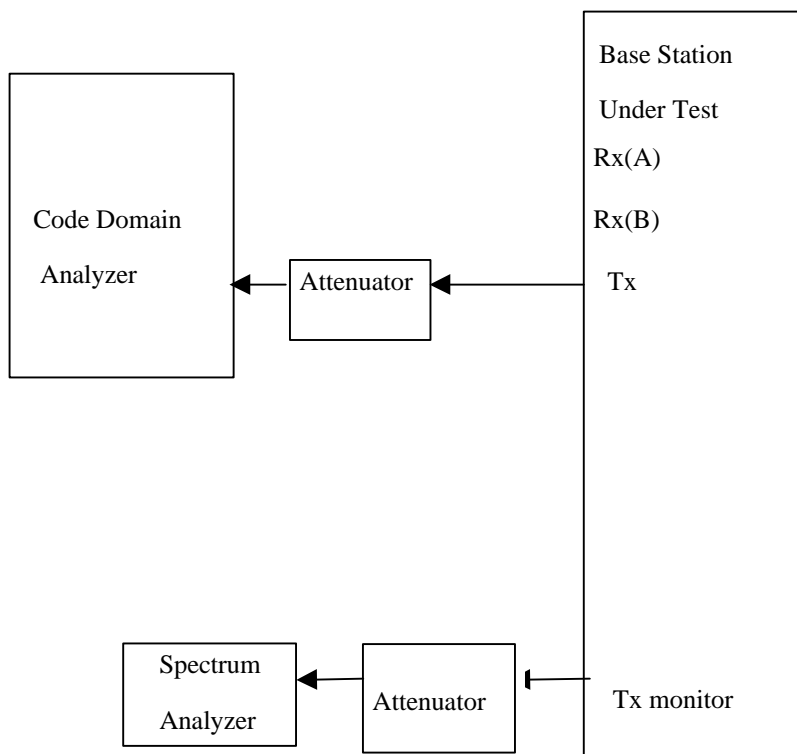 Base Station
Under Test
Rx(A)
Rx(B)
Tx
Code Domain
Analyzer
Attenuator
Spectrum
Analyzer
Attenuator
Tx monitor